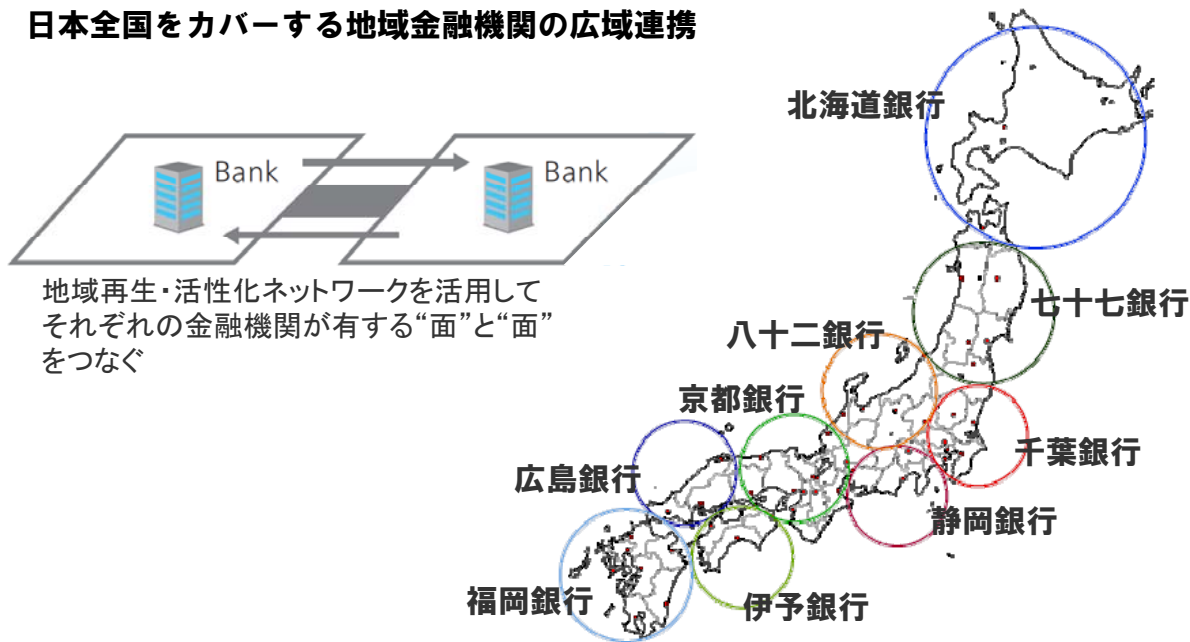 日本全国をカバーする地域金融機関の広域連携
Bank
Bank
地域再生・活性化ネットワークを活用して
それぞれの金融機関が有する“面”と“面”
をつなぐ
北海道銀行
七十七銀行
八十二銀行
京都銀行
千葉銀行
広島銀行
静岡銀行
福岡銀行
伊予銀行